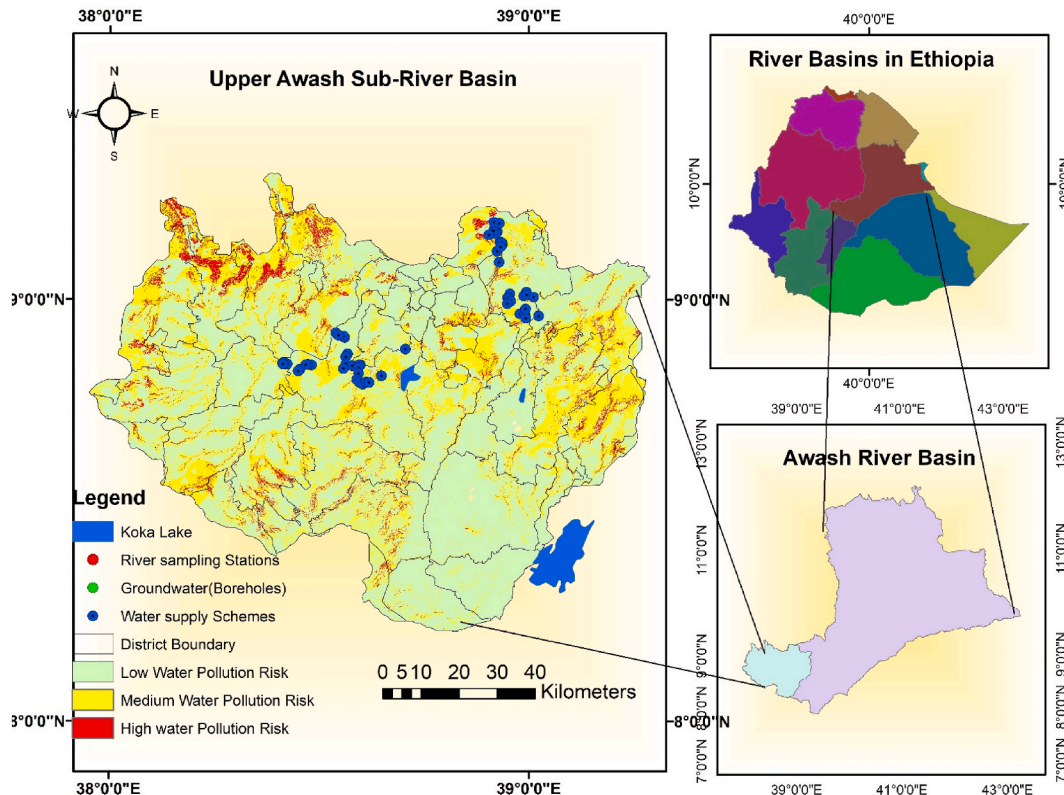 38°0'0"E
39°0'0"E
Upper Awash Sub-River Basin
N
W
E
S
9°0'0"N
9°0'0"N
Legend
Koka Lake
River sampling Stations
Groundwater(Boreholes)
Water supply Schemes
District Boundary
Low Water Pollution Risk
Medium Water Pollution Risk
High water Pollution Risk
0 5 10 20 30 40
Kilometers
3°0'0"N
8°0'0"N
38°0'0"E
39°0'0"E
40°0'0"E
River Basins in Ethiopia
10°0'0"N
10°0'0"N
40°0'0"E
39°0'0"E
41°0'0"E
43°0'0"E
Awash River Basin
13°0'0"N
11°0'0"N
9°0'0"N
8°0'0"N
7°0'0"N
13°0'0"N
11°0'0"N
9°0'0"N
8°0'0"N
7°0'0"N
39°0'0"E
41°0'0"E
43°0'0"E